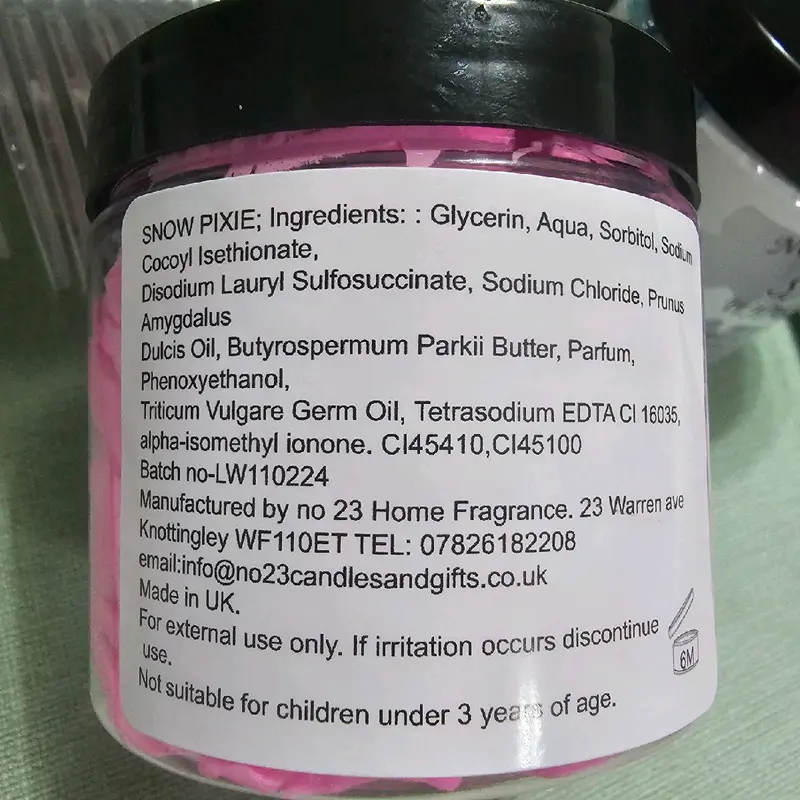 SNOW PIXIE; Ingredients: : Glycerin, Aqua, Sorbitol, Sodium
Cocoyl Isethionate,
Disodium Lauryl Sulfosuccinate, Sodium Chloride, Prunus
Amygdalus
Dulcis Oil, Butyrospermum Parkii Butter, Parfum,
Phenoxyethanol,
Triticum Vulgare Germ Oil, Tetrasodium EDTA CI 16035,
alpha-isomethyl ionone. CI45410,CI45100
Batch no-LW110224
Manufactured by no 23 Home Fragrance. 23 Warren ave
Knottingley WF110ET TEL: 07826182208
email:info@no23candlesandgifts.co.uk
Made in UK.
For external use only. If irritation occurs discontinue
use.
6M
Not suitable for children under 3 years of age.